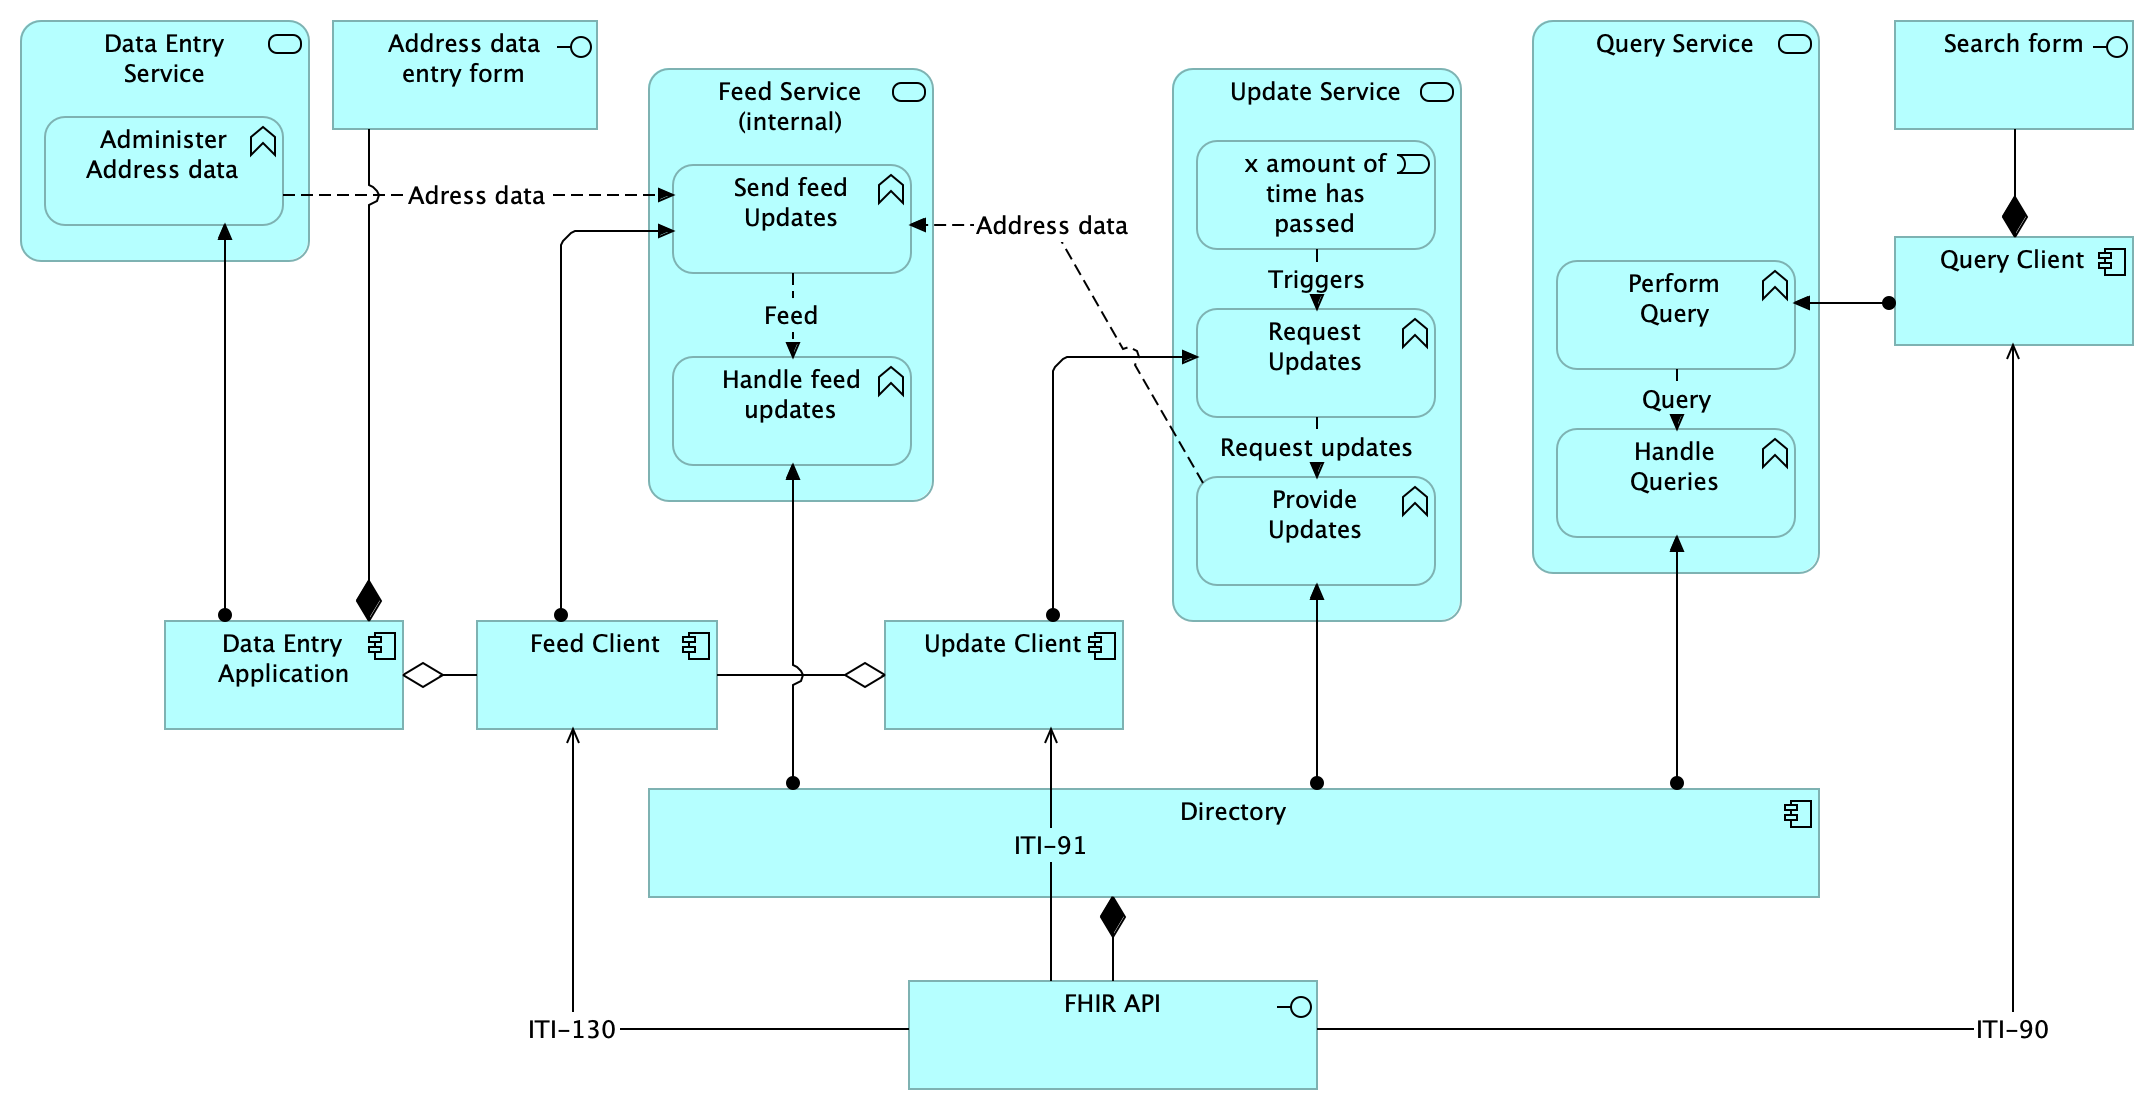 Data Entry
Service
Address data
entry form
Query Service
Search form
Feed Service
(internal)
Update Service
Administer
Address data
x amount of
time has
passed
Send feed
Updates
Adress data
Address data
Query Client
Triggers
Perform
Query
Feed
Request
Updates
Handle feed
updates
Query
Request updates
Handle
Queries
Provide
Updates
Data Entry
Application
Feed Client
Update Client
Directory
ITI-91
FHIR API
ITI-130
ITI-90